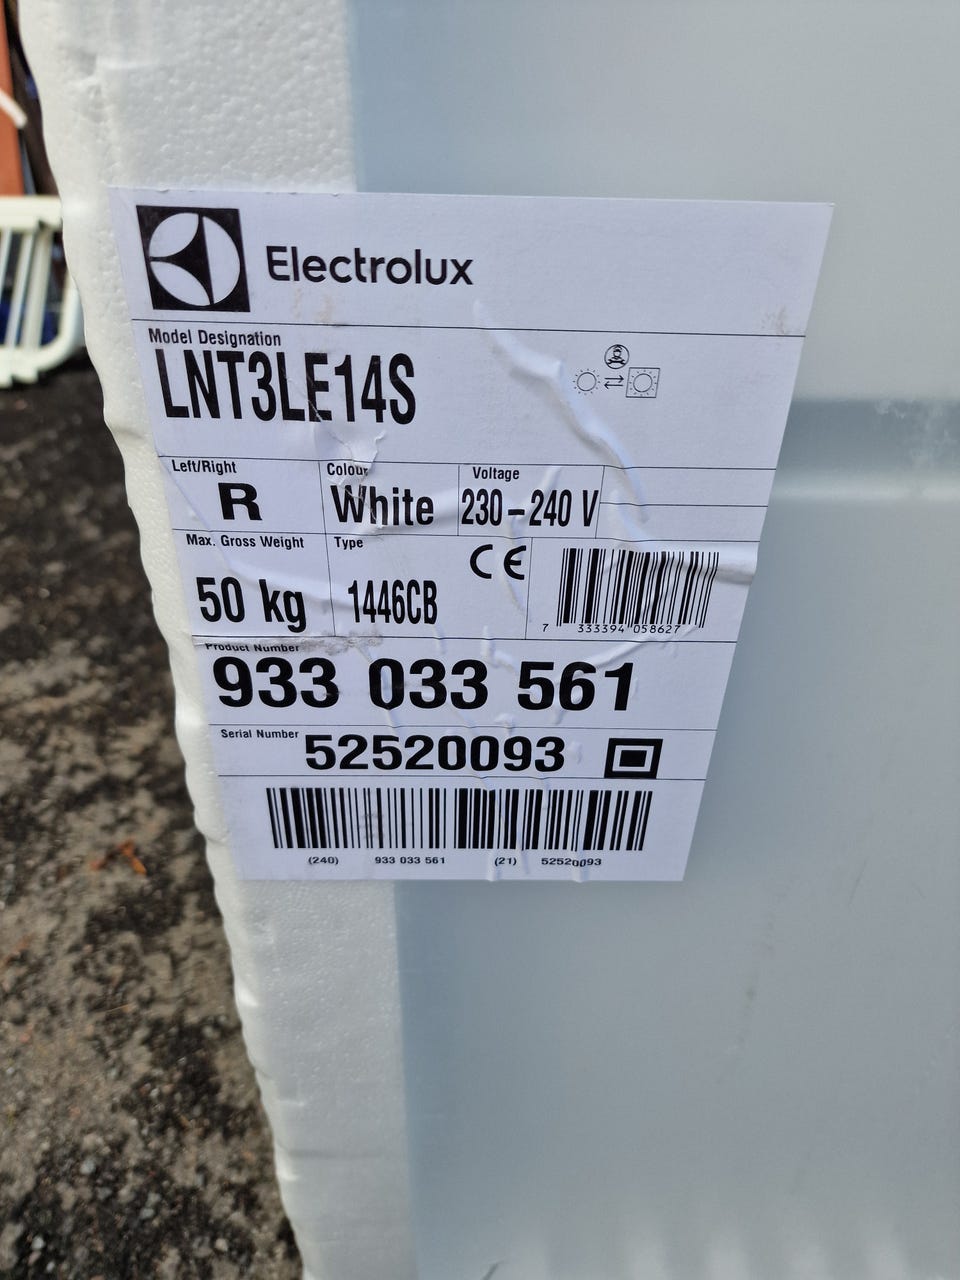 Electrolux
Model Designation
LNT3LE14S
Left/Right
R
Colour
White
Voltage
230-240 V
Max. Gross Weight
50 kg
Type
1446CB
CE
7 333394 058627
Product Number
933 033 561
Serial Number
52520093
(240) 933 033 561 (21) 52520093